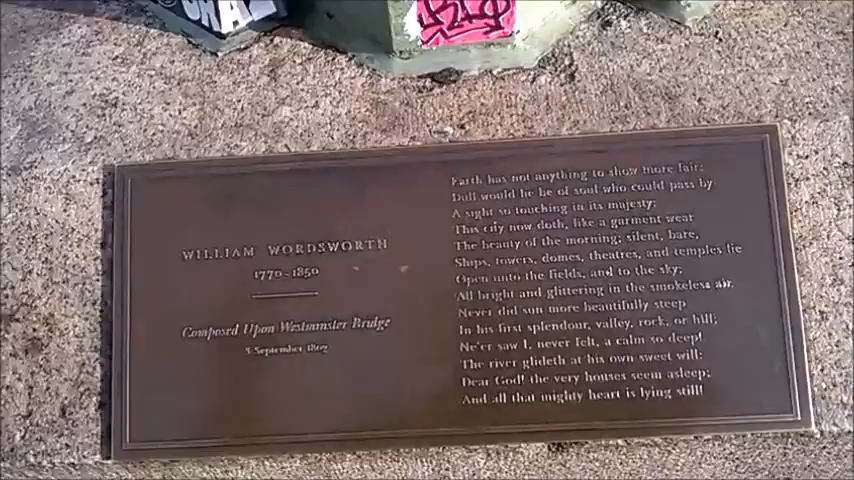 WILLIAM WORDSWORTH
1770-1850
Composed Upon Westminster Bridge
3 September 1802
Earth has not anything to show more fair:
Dull would he be of soul who could pass by
A sight so touching in its majesty:
This city now doth, like a garment wear
The beauty of the morning; silent, bare,
Ships, towers, domes, theatres, and temples lie
Open unto the fields, and to the sky;
All bright and glittering in the smokeless air.
Never did sun more beautifully steep
In his first splendour, valley, rock, or hill;
Ne'er saw I, never felt, a calm so deep!
The river glideth at his own sweet will:
Dear God! the very houses seem asleep;
And all that mighty heart is lying still!